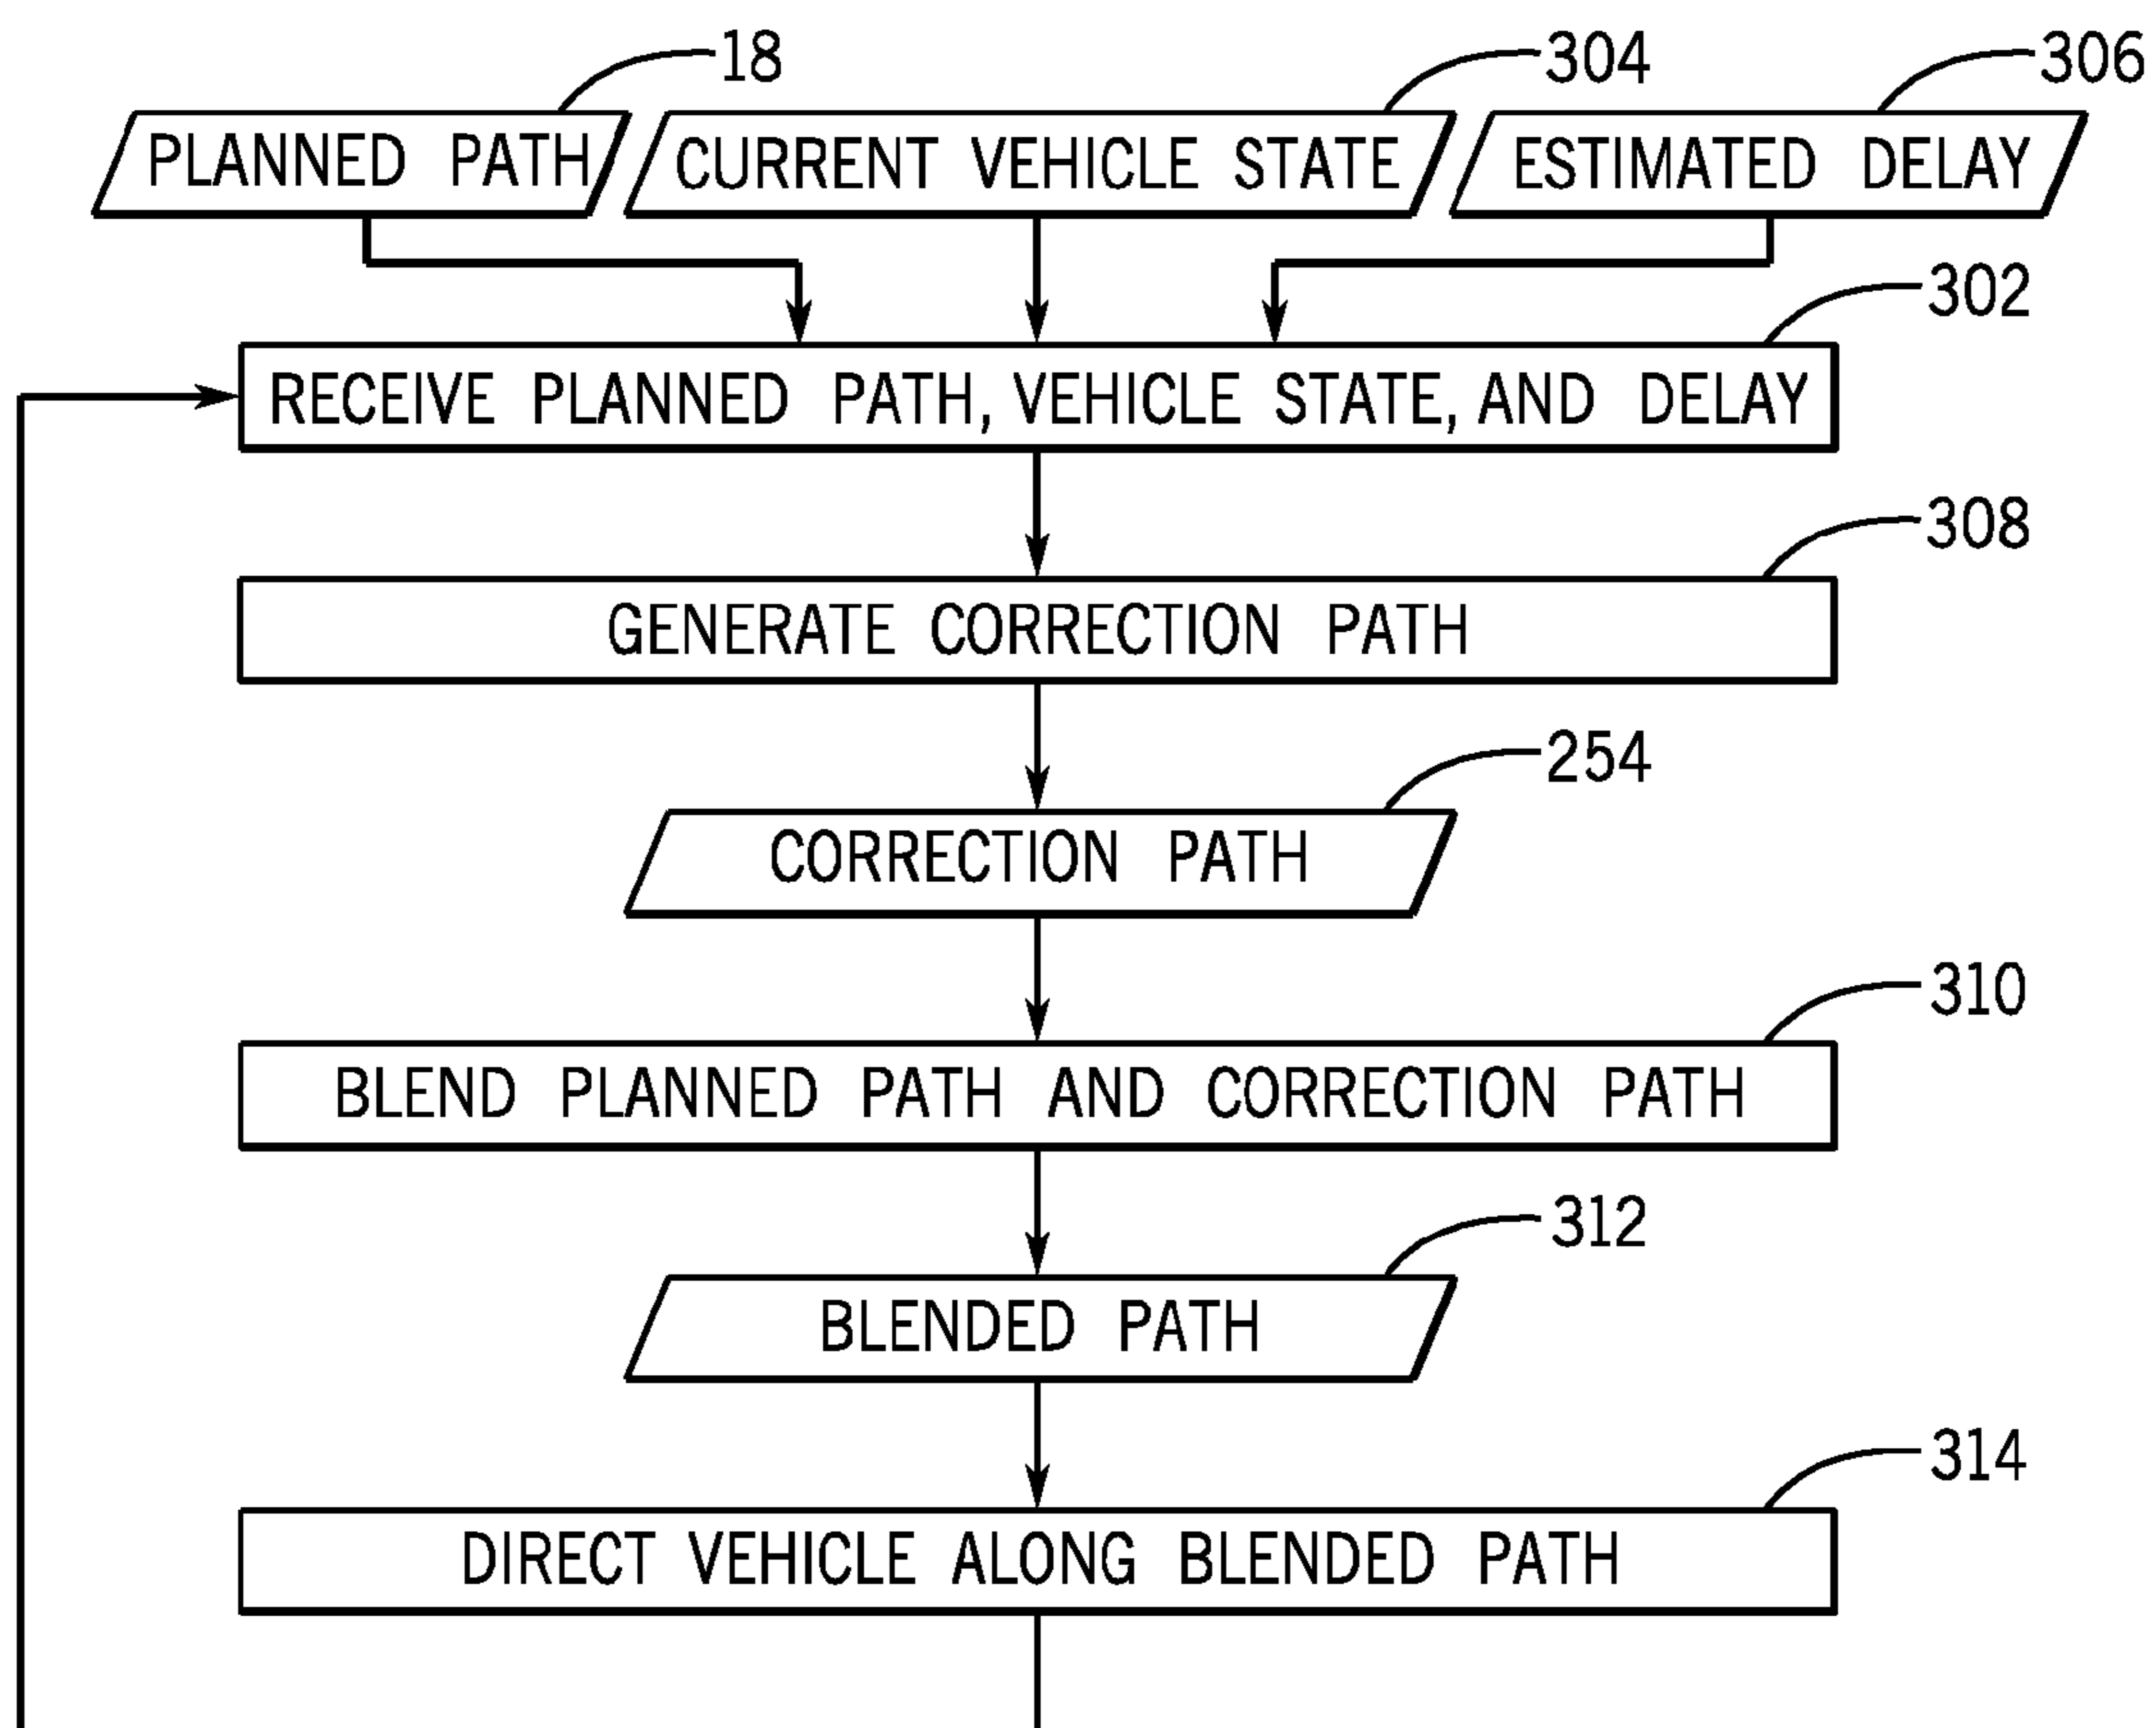 18
304
306
PLANNED PATH
CURRENT VEHICLE STATE
ESTIMATED DELAY
302
RECEIVE PLANNED PATH, VEHICLE STATE, AND DELAY
308
GENERATE CORRECTION PATH
254
CORRECTION PATH
310
BLEND PLANNED PATH AND CORRECTION PATH
312
BLENDED PATH
314
DIRECT VEHICLE ALONG BLENDED PATH